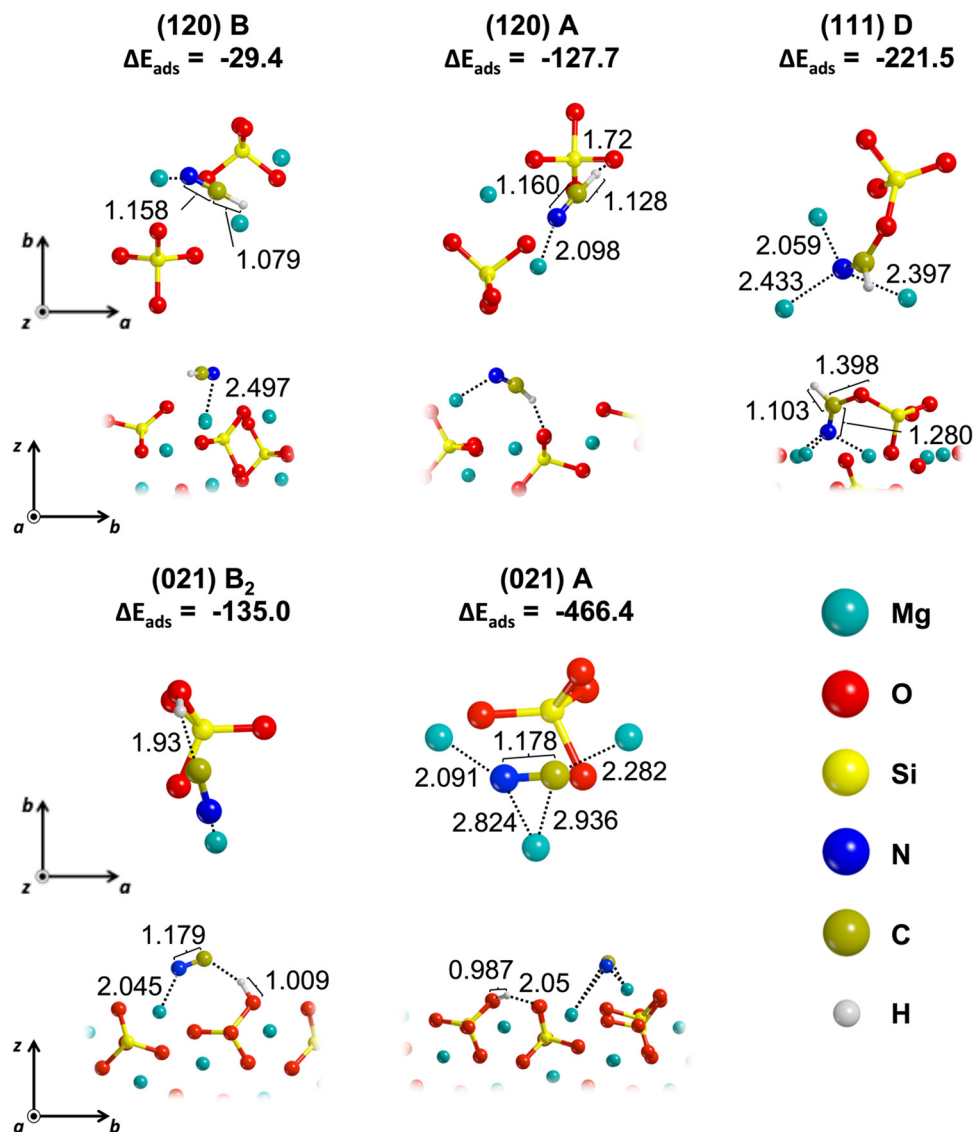 (120) B
ΔEads = -29.4
(120) A
ΔEads = -127.7
(111) D
ΔEads = -221.5
1.158
1.079
b
z
a
1.72
1.160
1.128
2.098
2.059
2.433
2.397
2.497
z
a
b
1.398
1.103
1.280
(021) B2
ΔEads = -135.0
(021) A
ΔEads = -466.4
1.93
b
z
a
1.178
2.091
2.282
2.824
2.936
1.179
2.045
1.009
z
a
b
0.987
2.05
Mg
O
Si
N
C
H